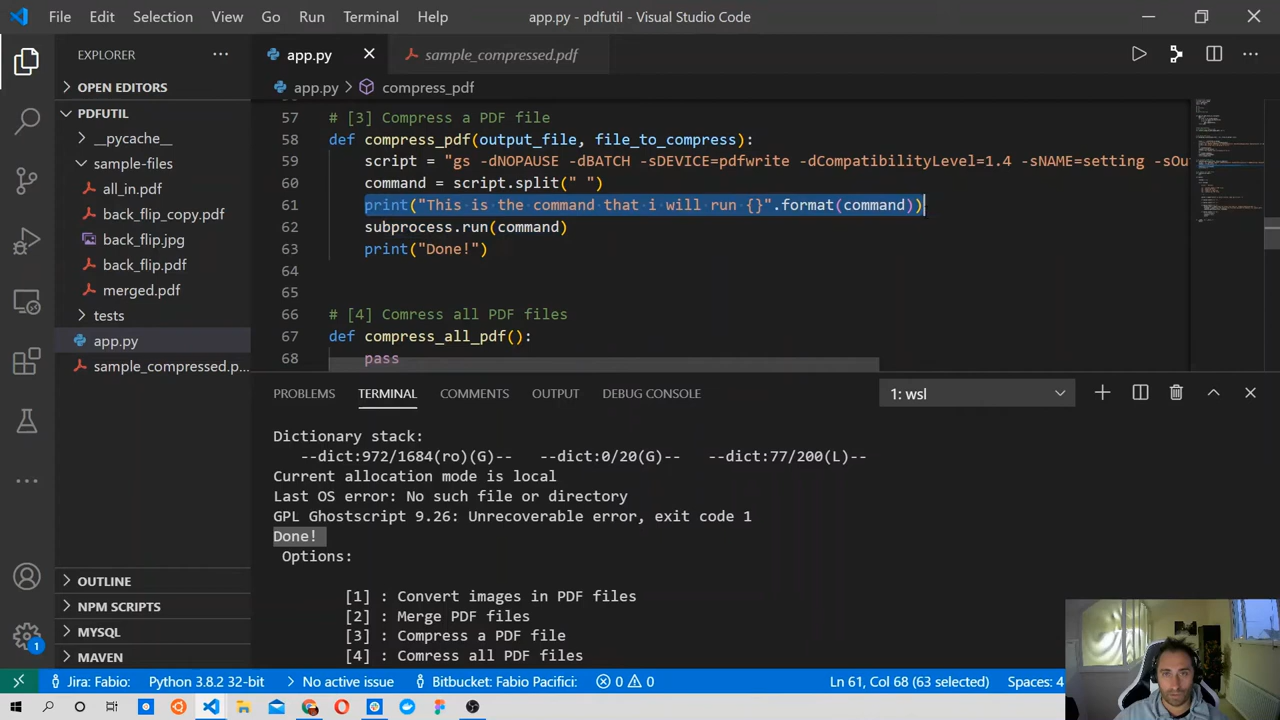 File Edit Selection View Go Run Terminal Help app.py - pdfutil - Visual Studio Code
EXPLORER
app.py
sample_compressed.pdf
OPEN EDITORS
PDFUTIL
__pycache__
sample-files
all_in.pdf
back_flip_copy.pdf
back_flip.jpg
back_flip.pdf
merged.pdf
tests
app.py
sample_compressed.p...
OUTLINE
NPM SCRIPTS
MYSQL
MAVEN
app.py > compress_pdf
57 # [3] Compress a PDF file
58 def compress_pdf(output_file, file_to_compress):
59 script = "gs -dNOPAUSE -dBATCH -sDEVICE=pdfwrite -dCompatibilityLevel=1.4 -sNAME=setting -sOu
60 command = script.split(" ")
61 print("This is the command that i will run {}".format(command))
62 subprocess.run(command)
63 print("Done!")
64
65
66 # [4] Comress all PDF files
67 def compress_all_pdf():
68 pass
PROBLEMS TERMINAL COMMENTS OUTPUT DEBUG CONSOLE 1: wsl
Dictionary stack:
--dict:972/1684(ro)(G)-- --dict:0/20(G)-- --dict:77/200(L)--
Current allocation mode is local
Last OS error: No such file or directory
GPL Ghostscript 9.26: Unrecoverable error, exit code 1
Done!
Options:
[1] : Convert images in PDF files
[2] : Merge PDF files
[3] : Compress a PDF file
[4] : Comress all PDF files
1
Jira: Fabio: Python 3.8.2 32-bit No active issue Bitbucket: Fabio Pacifici: 0 0 Ln 61, Col 68 (63 selected) Spaces: 4